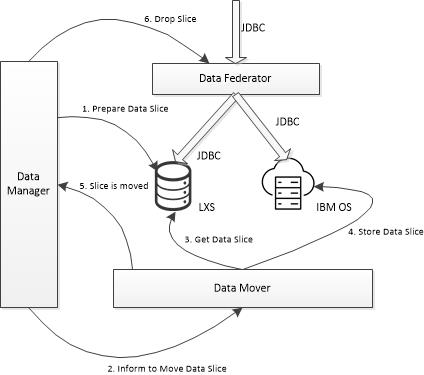 6. Drop Slice
JDBC
Data Federator
1. Prepare Data Slice
JDBC
JDBC
Data
Manager
5. Slice is moved
LXS
IBM OS
3. Get Data Slice
4. Store Data Slice
Data Mover
2. Inform to Move Data Slice